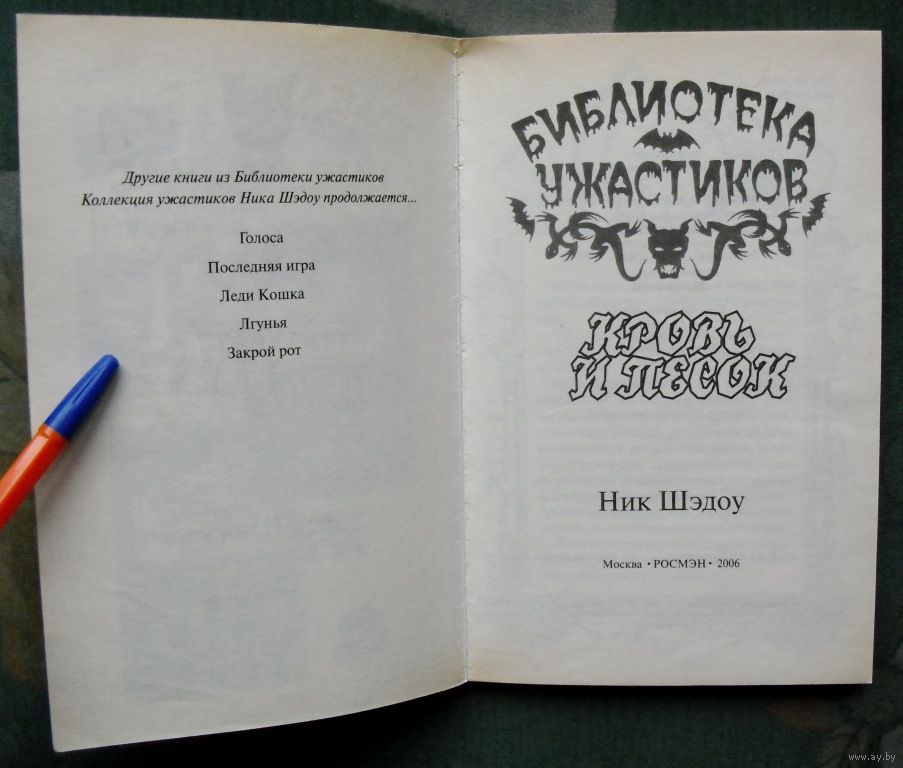 Другие книги из Библиотеки ужастиков
Коллекция ужастиков Ника Шэдоу продолжается...
Голоса
Последняя игра
Леди Кошка
Лгунья
Закрой рот
БИБЛИОТЕКА
УЖАСТИКОВ
КРОВЬ
И ПЕСОК
Ник Шэдоу
Москва • РОСМЭН • 2006
www.ay.by